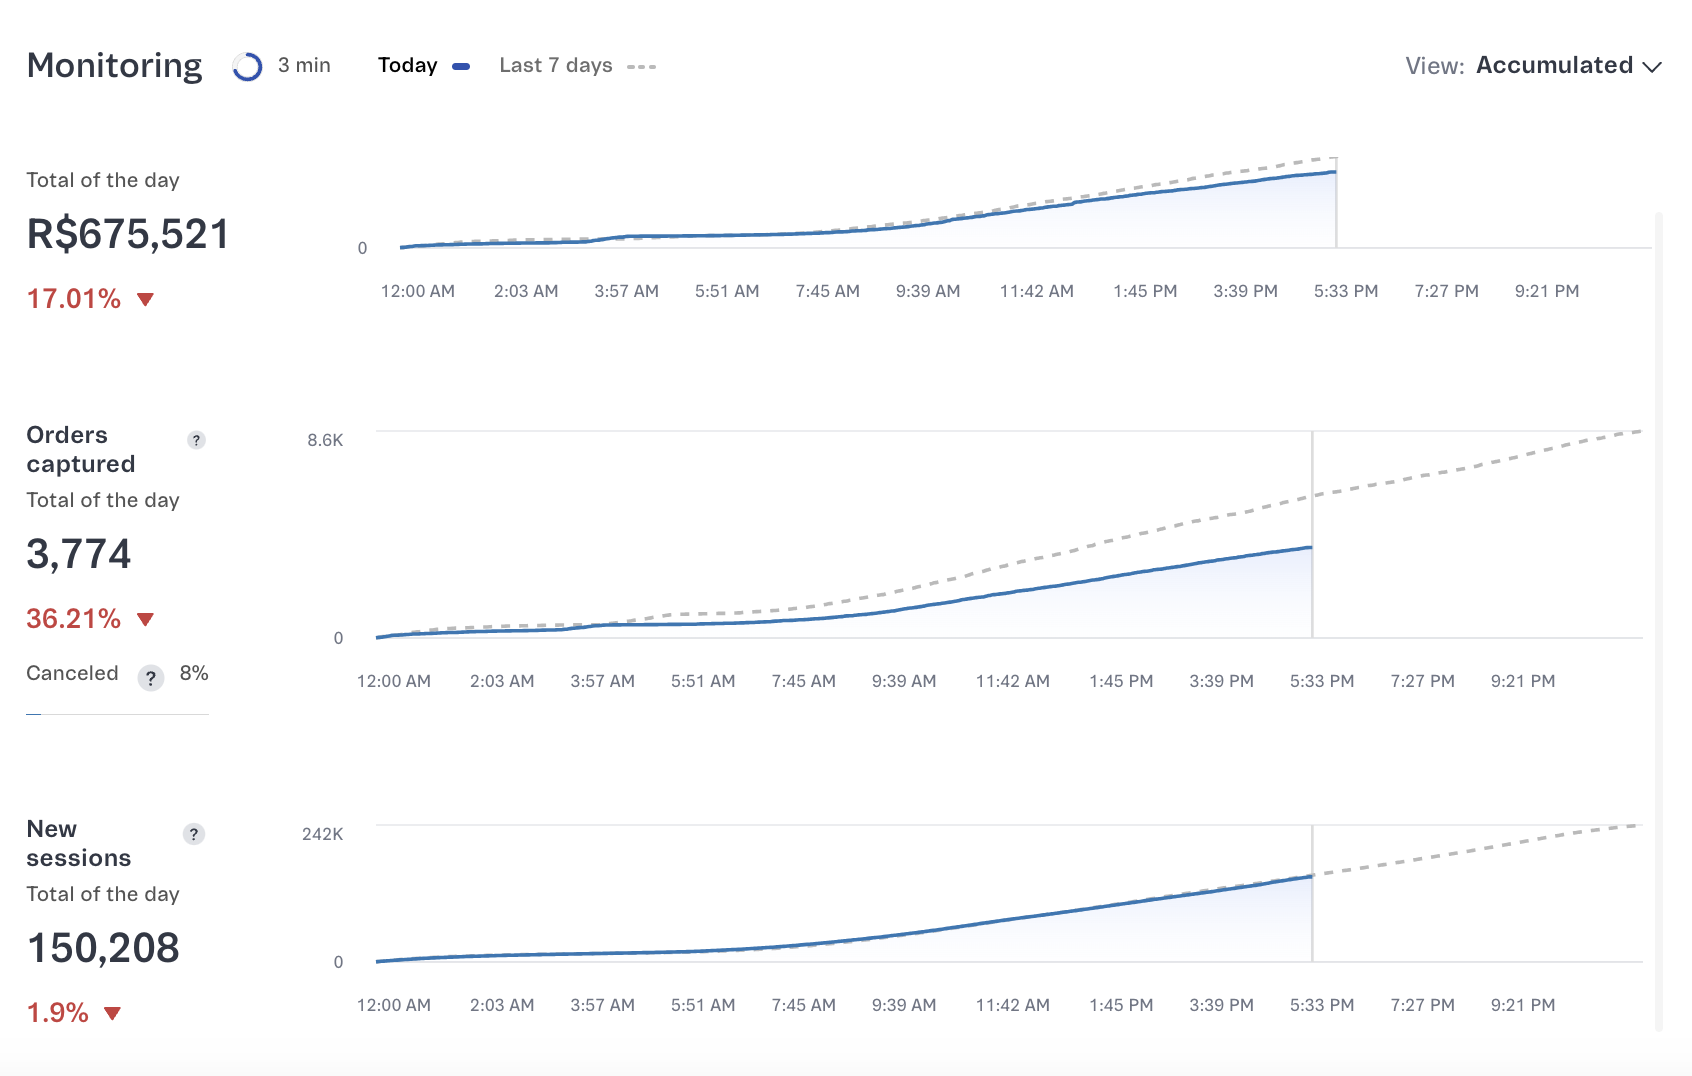 Monitoring 3 min Today Last 7 days View: Accumulated
Total of the day
R$675,521
17.01%
0
12:00 AM 2:03 AM 3:57 AM 5:51 AM 7:45 AM 9:39 AM 11:42 AM 1:45 PM 3:39 PM 5:33 PM 7:27 PM 9:21 PM
Orders
captured
?
Total of the day
3,774
36.21%
Canceled ? 8%
8.6K
0
12:00 AM 2:03 AM 3:57 AM 5:51 AM 7:45 AM 9:39 AM 11:42 AM 1:45 PM 3:39 PM 5:33 PM 7:27 PM 9:21 PM
New
sessions
?
Total of the day
150,208
1.9%
242K
0
12:00 AM 2:03 AM 3:57 AM 5:51 AM 7:45 AM 9:39 AM 11:42 AM 1:45 PM 3:39 PM 5:33 PM 7:27 PM 9:21 PM